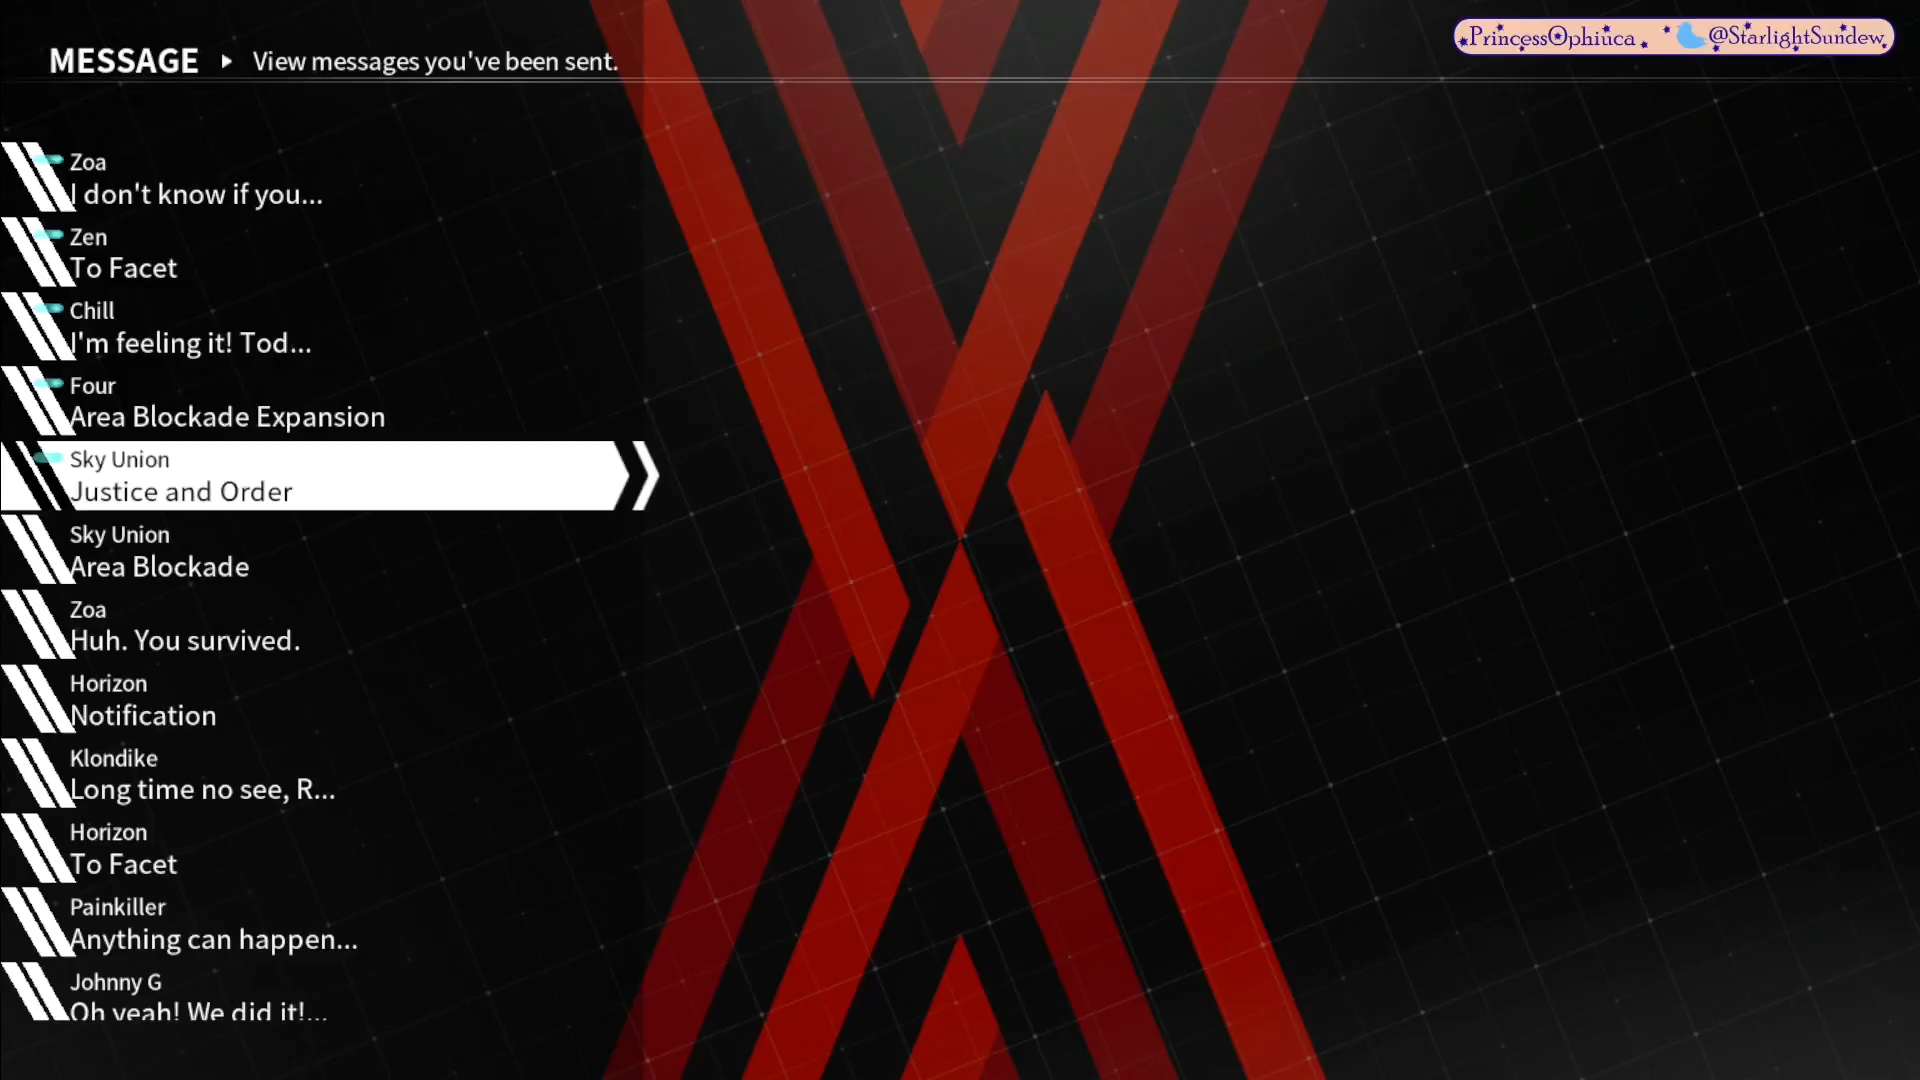 MESSAGE ▸ View messages you've been sent.
PrincessOphiuca @StarlightSundew
Zoa
I don't know if you...
Zen
To Facet
Chill
I'm feeling it! Tod...
Four
Area Blockade Expansion
Sky Union
Justice and Order
Sky Union
Area Blockade
Zoa
Huh. You survived.
Horizon
Notification
Klondike
Long time no see, R...
Horizon
To Facet
Painkiller
Anything can happen...
Johnny G
Oh yeah! We did it!...